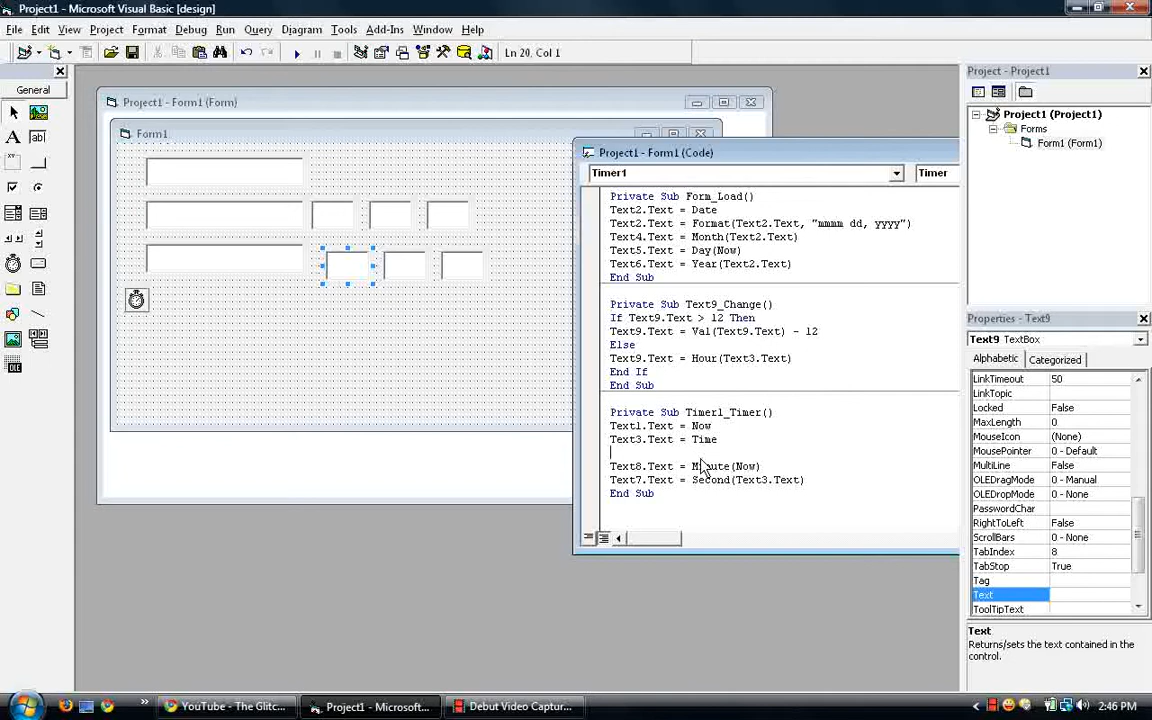 Project1 - Microsoft Visual Basic [design]
File Edit View Project Format Debug Run Query Diagram Tools Add-Ins Window Help
Ln 20, Col 1
General
Project1 - Form1 (Form)
Form1
Project1 - Form1 (Code)
Timer1
Timer
Private Sub Form_Load()
Text2.Text = Date
Text2.Text = Format(Text2.Text, "mmmm dd, yyyy")
Text4.Text = Month(Text2.Text)
Text5.Text = Day(Now)
Text6.Text = Year(Text2.Text)
End Sub
Private Sub Text9_Change()
If Text9.Text > 12 Then
Text9.Text = Val(Text9.Text) - 12
Else
Text9.Text = Hour(Text3.Text)
End If
End Sub
Private Sub Timer1_Timer()
Text1.Text = Now
Text3.Text = Time
Text8.Text = Minute(Now)
Text7.Text = Second(Text3.Text)
End Sub
Project - Project1
Project1 (Project1)
Forms
Form1 (Form1)
Properties - Text9
Text9 TextBox
Alphabetic Categorized
LinkTimeout 50
LinkTopic
Locked False
MaxLength 0
MouseIcon (None)
MousePointer 0 - Default
MultiLine False
OLEDragMode 0 - Manual
OLEDropMode 0 - None
PasswordChar
RightToLeft False
ScrollBars 0 - None
TabIndex 8
TabStop True
Tag
Text
ToolTipText
Text
Returns/sets the text contained in the control.
YouTube - The Glitc...
Project1 - Microsoft...
Debut Video Captur...
2:46 PM